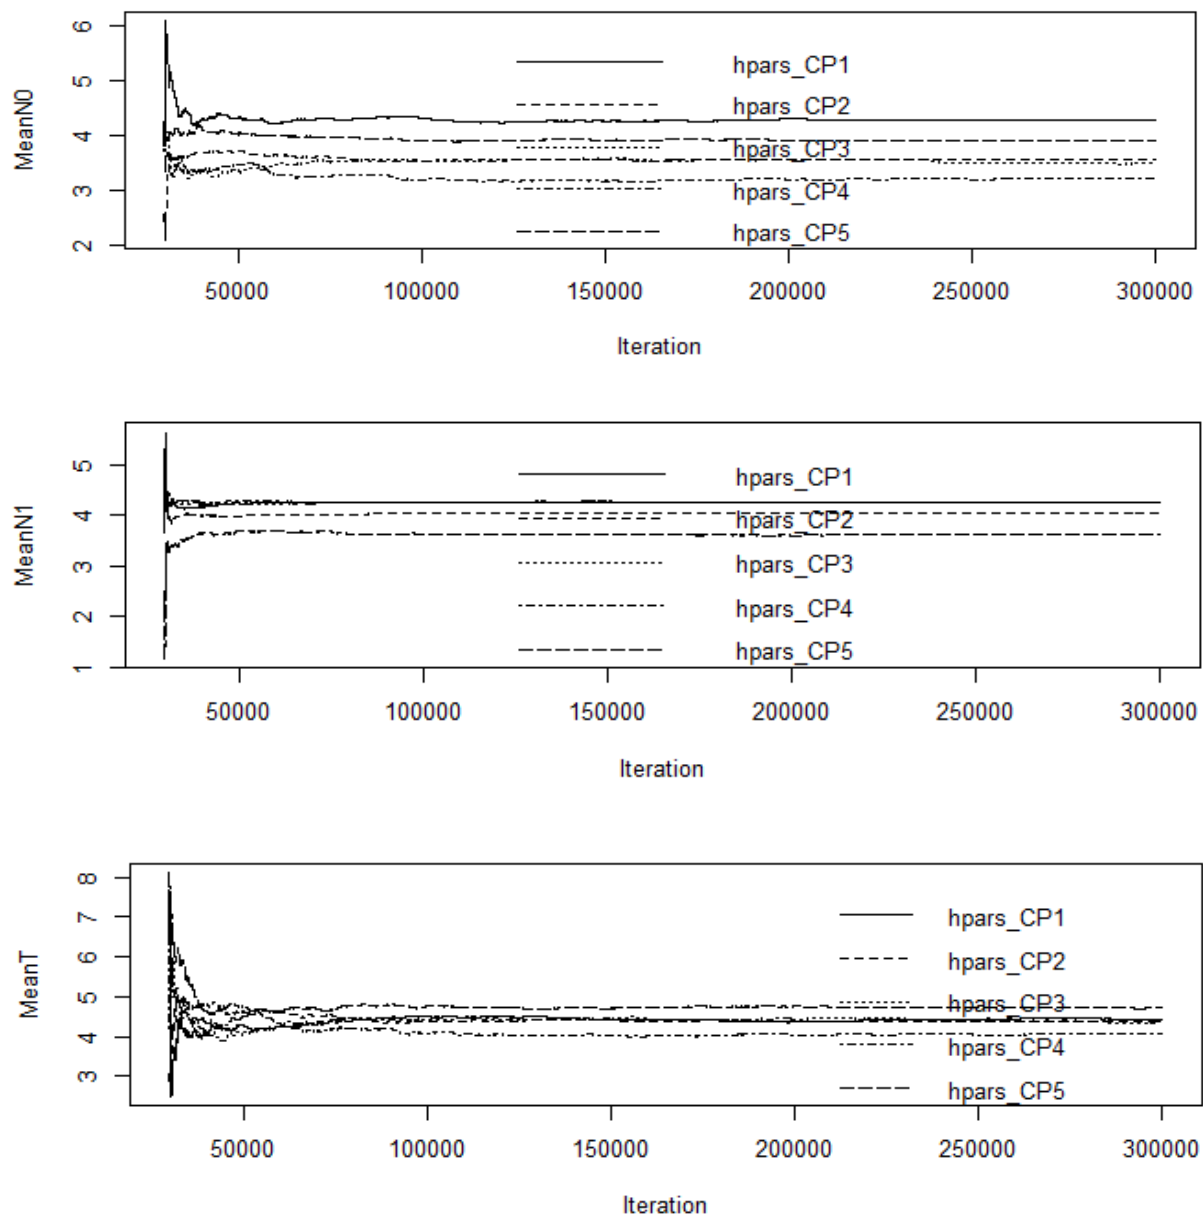 MeanN0
6
5
4
3
2
hpars_CP1
hpars_CP2
hpars_CP3
hpars_CP4
hpars_CP5
50000 100000 150000 200000 250000 300000
Iteration
MeanN1
5
4
3
2
1
hpars_CP1
hpars_CP2
hpars_CP3
hpars_CP4
hpars_CP5
50000 100000 150000 200000 250000 300000
Iteration
MeanT
8
7
6
5
4
3
hpars_CP1
hpars_CP2
hpars_CP3
hpars_CP4
hpars_CP5
50000 100000 150000 200000 250000 300000
Iteration